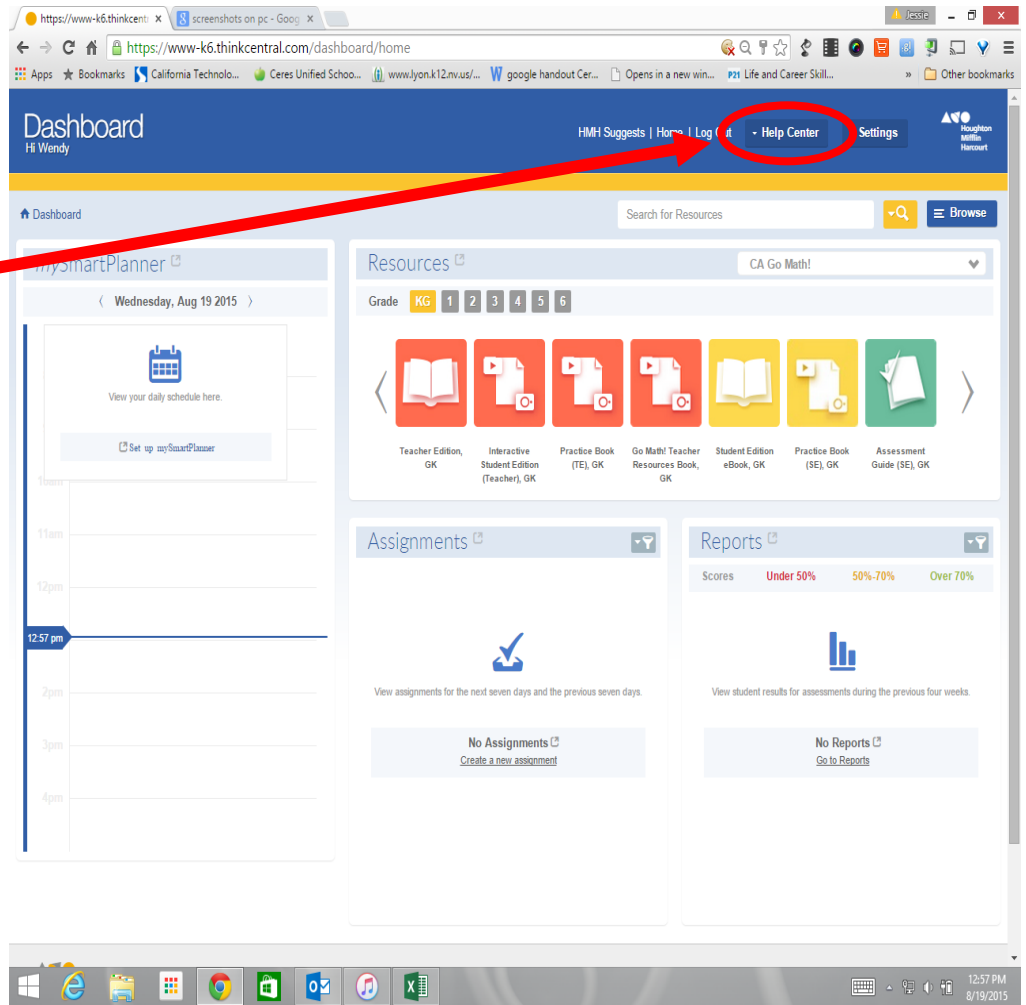 https://www-k6.thinkcentr
screenshots on pc - Goog
Jessie
https://www-k6.thinkcentral.com/dashboard/home
Apps
Bookmarks
California Technolo...
Ceres Unified Schoo...
www.lyon.k12.nv.us/...
google handout Cer...
Opens in a new win...
P21 Life and Career Skill...
»
Other bookmarks
Dashboard
Hi Wendy
HMH Suggests | Home | Log Out
Help Center
Settings
Houghton
Mifflin
Harcourt
Dashboard
Search for Resources
Browse
mySmartPlanner
Wednesday, Aug 19 2015
View your daily schedule here.
Set up mySmartPlanner
10am
11am
12pm
12:57 pm
2pm
3pm
4pm
Resources
CA Go Math!
Grade KG 1 2 3 4 5 6
Teacher Edition,
GK
Interactive
Student Edition
(Teacher), GK
Practice Book
(TE), GK
Go Math! Teacher
Resources Book,
GK
Student Edition
eBook, GK
Practice Book
(SE), GK
Assessment
Guide (SE), GK
Assignments
View assignments for the next seven days and the previous seven days.
No Assignments
Create a new assignment
Reports
Scores Under 50% 50%-70% Over 70%
View student results for assessments during the previous four weeks.
No Reports
Go to Reports
12:57 PM
8/19/2015